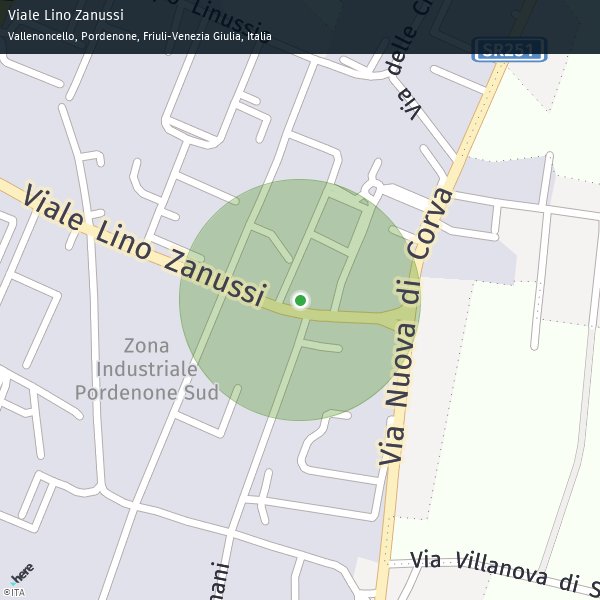 Viale Lino Zanussi
Vallenoncello, Pordenone, Friuli-Venezia Giulia, Italia
Linussi
Via delle
SR251
Viale Lino Zanussi
Via Nuova di Corva
Zona
Industriale
Pordenone Sud
Via Villanova di S
nani
here
©ITA